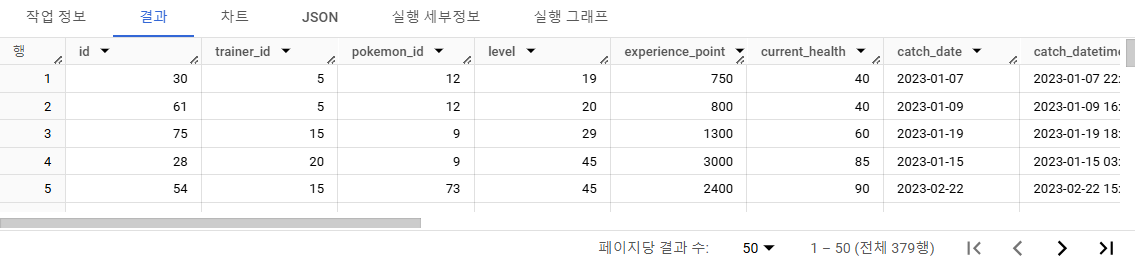 작업 정보 결과 차트 JSON 실행 세부정보 실행 그래프
행 id trainer_id pokemon_id level experience_point current_health catch_date catch_datetime
1 30 5 12 19 750 40 2023-01-07 2023-01-07 22:
2 61 5 12 20 800 40 2023-01-09 2023-01-09 16:
3 75 15 9 29 1300 60 2023-01-19 2023-01-19 18:
4 28 20 9 45 3000 85 2023-01-15 2023-01-15 03:
5 54 15 73 45 2400 90 2023-02-22 2023-02-22 15:
페이지당 결과 수: 50 1 – 50 (전체 379행)